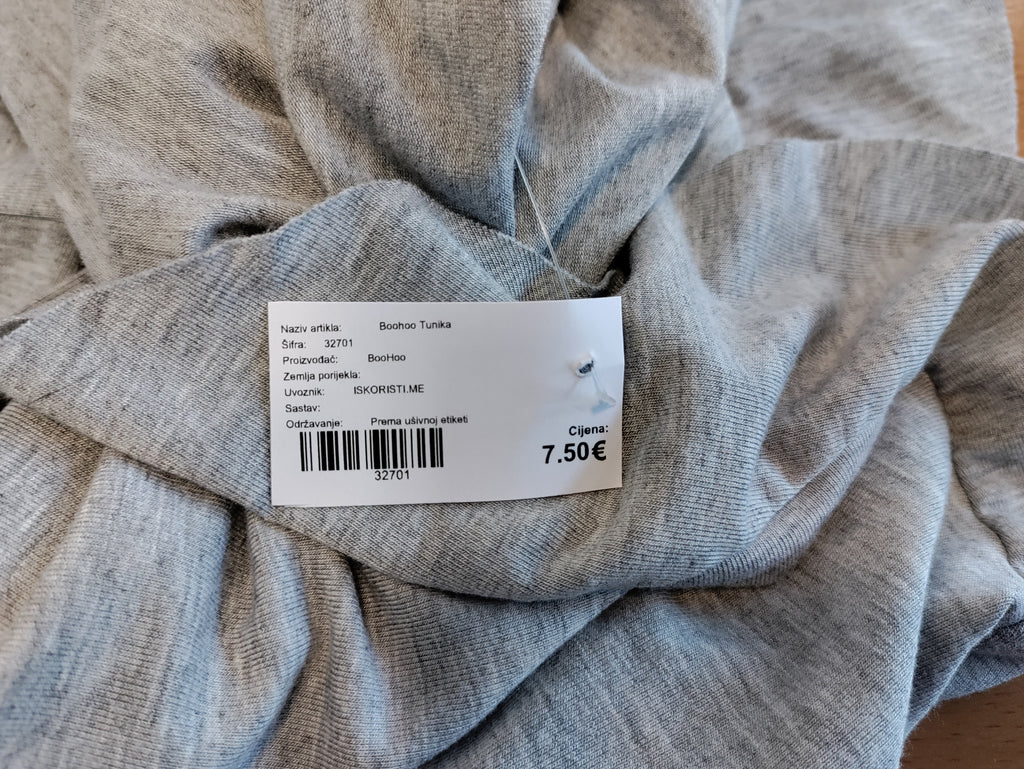 Naziv artikla: Boohoo Tunika
Šifra: 32701
Proizvođač: BooHoo
Zemlja porijekla:
Uvoznik: ISKORISTI.ME
Sastav:
Održavanje: Prema ušivnoj etiketi
32701
Cijena:
7.50€